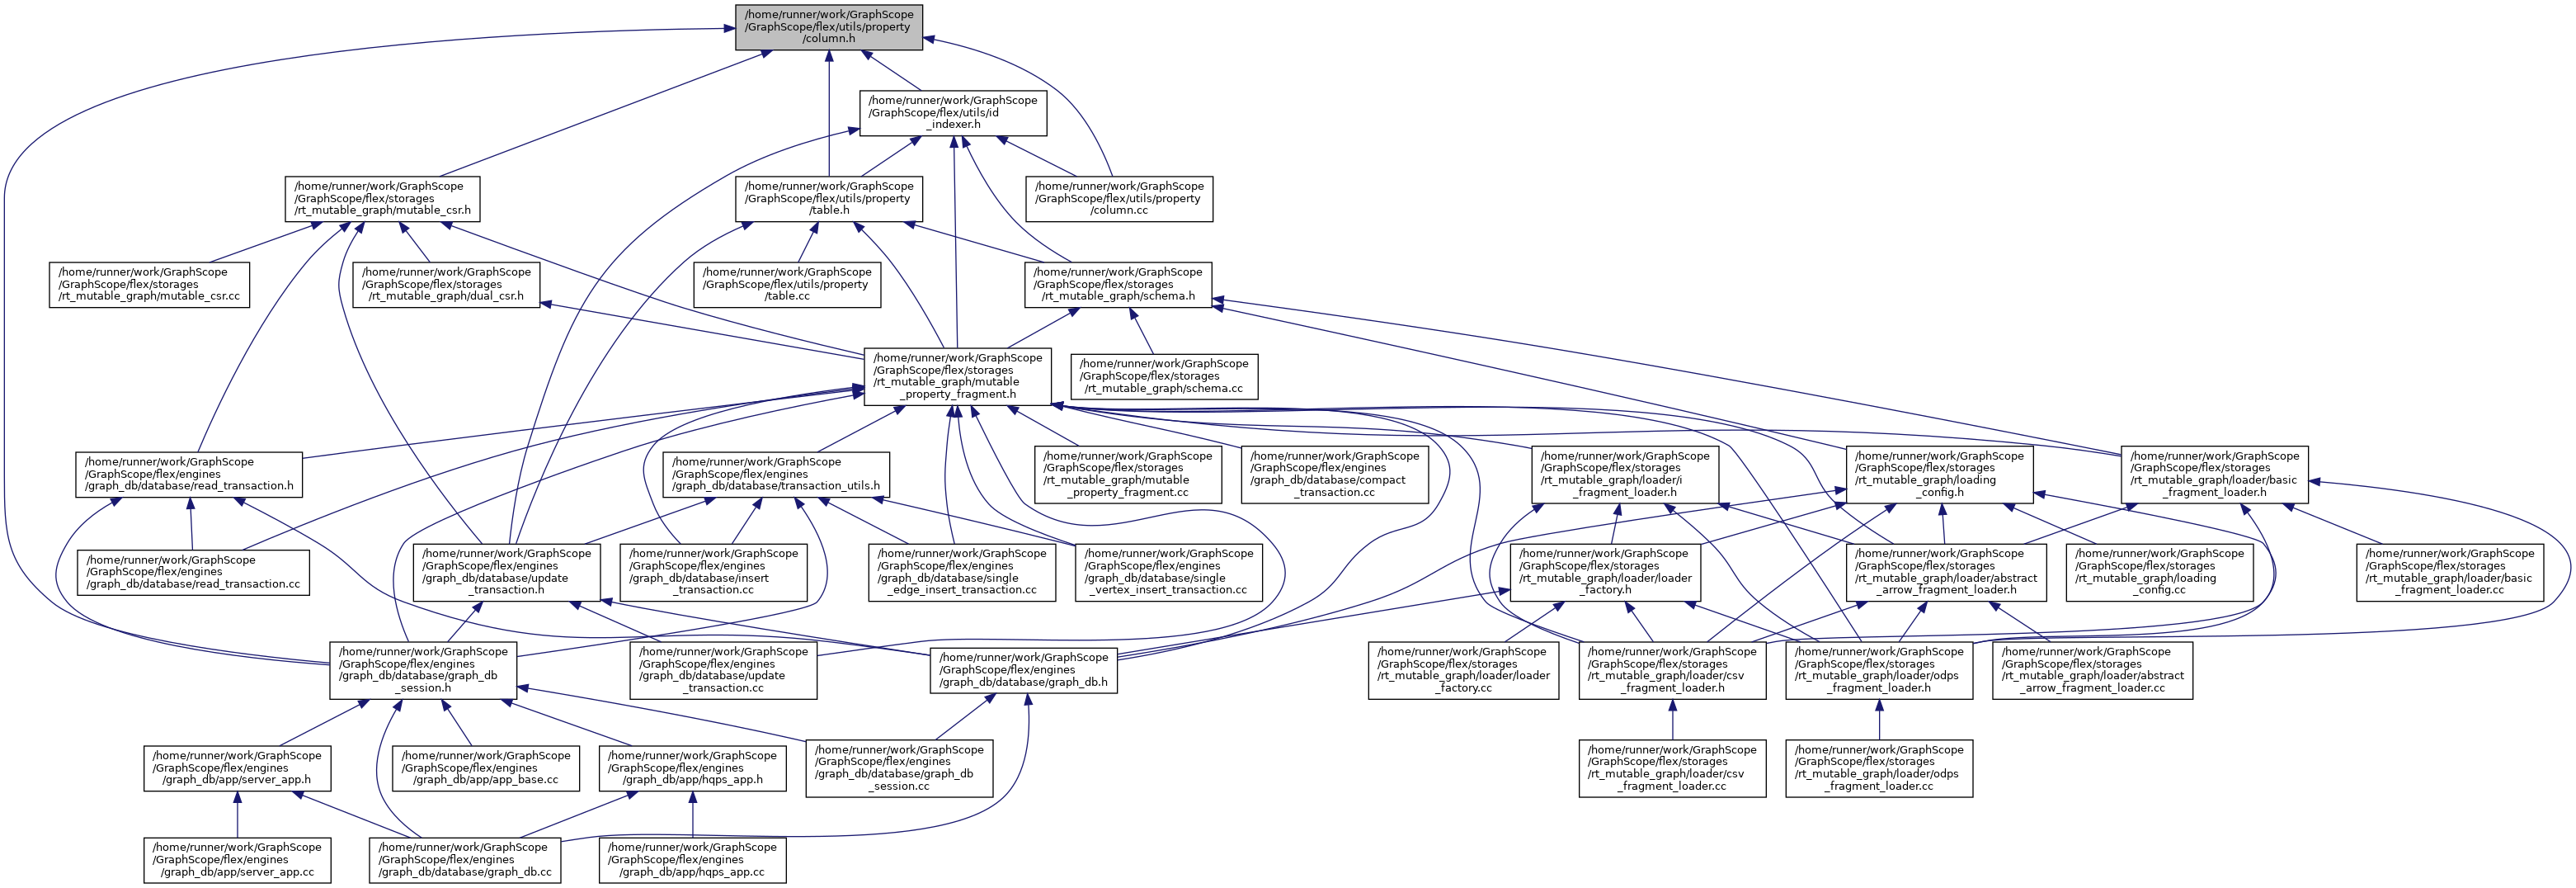 /home/runner/work/GraphScope
/GraphScope/flex/utils/property
/column.h
/home/runner/work/GraphScope
/GraphScope/flex/utils/id
_indexer.h
/home/runner/work/GraphScope
/GraphScope/flex/storages
/rt_mutable_graph/mutable_csr.h
/home/runner/work/GraphScope
/GraphScope/flex/utils/property
/table.h
/home/runner/work/GraphScope
/GraphScope/flex/utils/property
/column.cc
/home/runner/work/GraphScope
/GraphScope/flex/storages
/rt_mutable_graph/mutable_csr.cc
/home/runner/work/GraphScope
/GraphScope/flex/storages
/rt_mutable_graph/dual_csr.h
/home/runner/work/GraphScope
/GraphScope/flex/utils/property
/table.cc
/home/runner/work/GraphScope
/GraphScope/flex/storages
/rt_mutable_graph/schema.h
/home/runner/work/GraphScope
/GraphScope/flex/storages
/rt_mutable_graph/mutable
_property_fragment.h
/home/runner/work/GraphScope
/GraphScope/flex/storages
/rt_mutable_graph/schema.cc
/home/runner/work/GraphScope
/GraphScope/flex/engines
/graph_db/database/read_transaction.h
/home/runner/work/GraphScope
/GraphScope/flex/engines
/graph_db/database/transaction_utils.h
/home/runner/work/GraphScope
/GraphScope/flex/storages
/rt_mutable_graph/mutable
_property_fragment.cc
/home/runner/work/GraphScope
/GraphScope/flex/engines
/graph_db/database/compact
_transaction.cc
/home/runner/work/GraphScope
/GraphScope/flex/storages
/rt_mutable_graph/loader/i
_fragment_loader.h
/home/runner/work/GraphScope
/GraphScope/flex/storages
/rt_mutable_graph/loading
_config.h
/home/runner/work/GraphScope
/GraphScope/flex/storages
/rt_mutable_graph/loader/basic
_fragment_loader.h
/home/runner/work/GraphScope
/GraphScope/flex/engines
/graph_db/database/read_transaction.cc
/home/runner/work/GraphScope
/GraphScope/flex/engines
/graph_db/database/update
_transaction.h
/home/runner/work/GraphScope
/GraphScope/flex/engines
/graph_db/database/insert
_transaction.cc
/home/runner/work/GraphScope
/GraphScope/flex/engines
/graph_db/database/single
_edge_insert_transaction.cc
/home/runner/work/GraphScope
/GraphScope/flex/engines
/graph_db/database/single
_vertex_insert_transaction.cc
/home/runner/work/GraphScope
/GraphScope/flex/storages
/rt_mutable_graph/loader/loader
_factory.h
/home/runner/work/GraphScope
/GraphScope/flex/storages
/rt_mutable_graph/loader/abstract
_arrow_fragment_loader.h
/home/runner/work/GraphScope
/GraphScope/flex/storages
/rt_mutable_graph/loading
_config.cc
/home/runner/work/GraphScope
/GraphScope/flex/storages
/rt_mutable_graph/loader/basic
_fragment_loader.cc
/home/runner/work/GraphScope
/GraphScope/flex/engines
/graph_db/database/graph_db
_session.h
/home/runner/work/GraphScope
/GraphScope/flex/engines
/graph_db/database/update
_transaction.cc
/home/runner/work/GraphScope
/GraphScope/flex/engines
/graph_db/database/graph_db.h
/home/runner/work/GraphScope
/GraphScope/flex/storages
/rt_mutable_graph/loader/loader
_factory.cc
/home/runner/work/GraphScope
/GraphScope/flex/storages
/rt_mutable_graph/loader/csv
_fragment_loader.h
/home/runner/work/GraphScope
/GraphScope/flex/storages
/rt_mutable_graph/loader/odps
_fragment_loader.h
/home/runner/work/GraphScope
/GraphScope/flex/storages
/rt_mutable_graph/loader/abstract
_arrow_fragment_loader.cc
/home/runner/work/GraphScope
/GraphScope/flex/engines
/graph_db/app/server_app.h
/home/runner/work/GraphScope
/GraphScope/flex/engines
/graph_db/app/app_base.cc
/home/runner/work/GraphScope
/GraphScope/flex/engines
/graph_db/app/hqps_app.h
/home/runner/work/GraphScope
/GraphScope/flex/engines
/graph_db/database/graph_db
_session.cc
/home/runner/work/GraphScope
/GraphScope/flex/storages
/rt_mutable_graph/loader/csv
_fragment_loader.cc
/home/runner/work/GraphScope
/GraphScope/flex/storages
/rt_mutable_graph/loader/odps
_fragment_loader.cc
/home/runner/work/GraphScope
/GraphScope/flex/engines
/graph_db/app/server_app.cc
/home/runner/work/GraphScope
/GraphScope/flex/engines
/graph_db/database/graph_db.cc
/home/runner/work/GraphScope
/GraphScope/flex/engines
/graph_db/app/hqps_app.cc